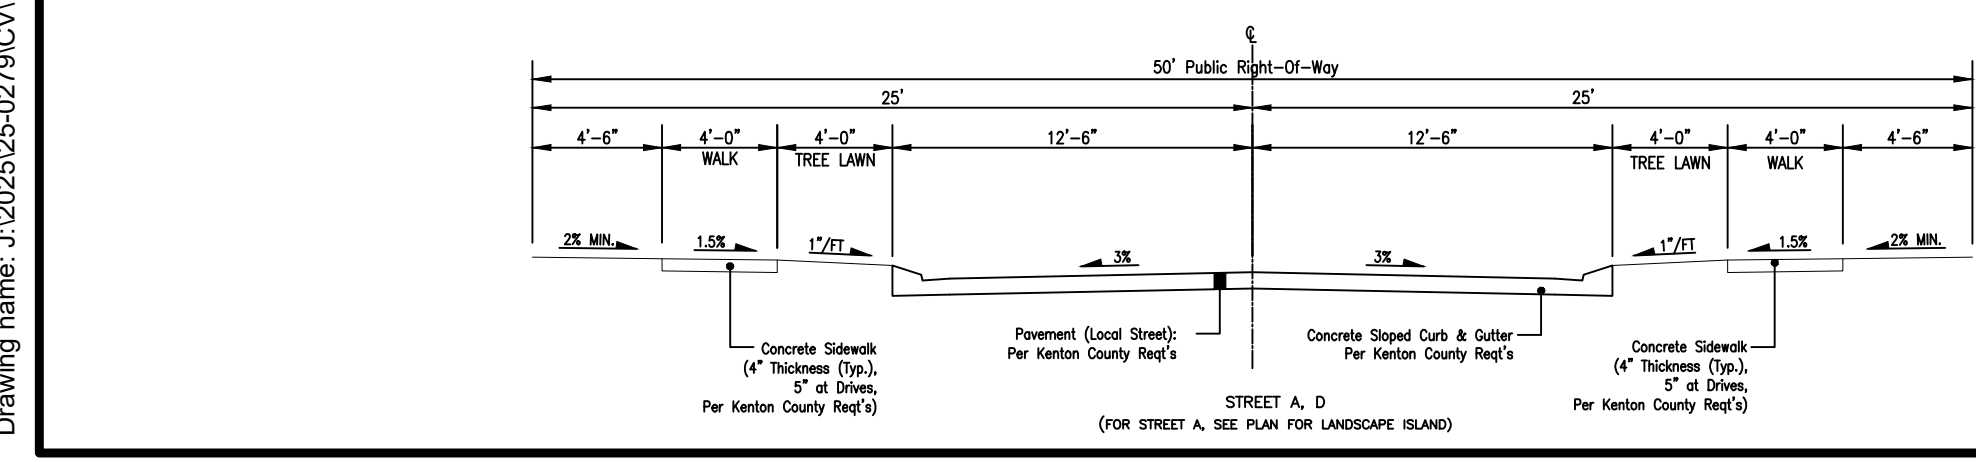 Drawing name: J:\2025\25-0279\CV\
℄
50' Public Right-Of-Way
25' 25'
4'-6" 4'-0" 4'-0" 12'-6" 12'-6" 4'-0" 4'-0" 4'-6"
WALK TREE LAWN TREE LAWN WALK
2% MIN. 1.5% 1"/FT 3% 3% 1"/FT 1.5% 2% MIN.
Pavement (Local Street):
Per Kenton County Reqt's
Concrete Sloped Curb & Gutter
Per Kenton County Reqt's
Concrete Sidewalk
(4" Thickness (Typ.),
5" at Drives,
Per Kenton County Reqt's)
Concrete Sidewalk
(4" Thickness (Typ.),
5" at Drives,
Per Kenton County Reqt's)
STREET A, D
(FOR STREET A, SEE PLAN FOR LANDSCAPE ISLAND)